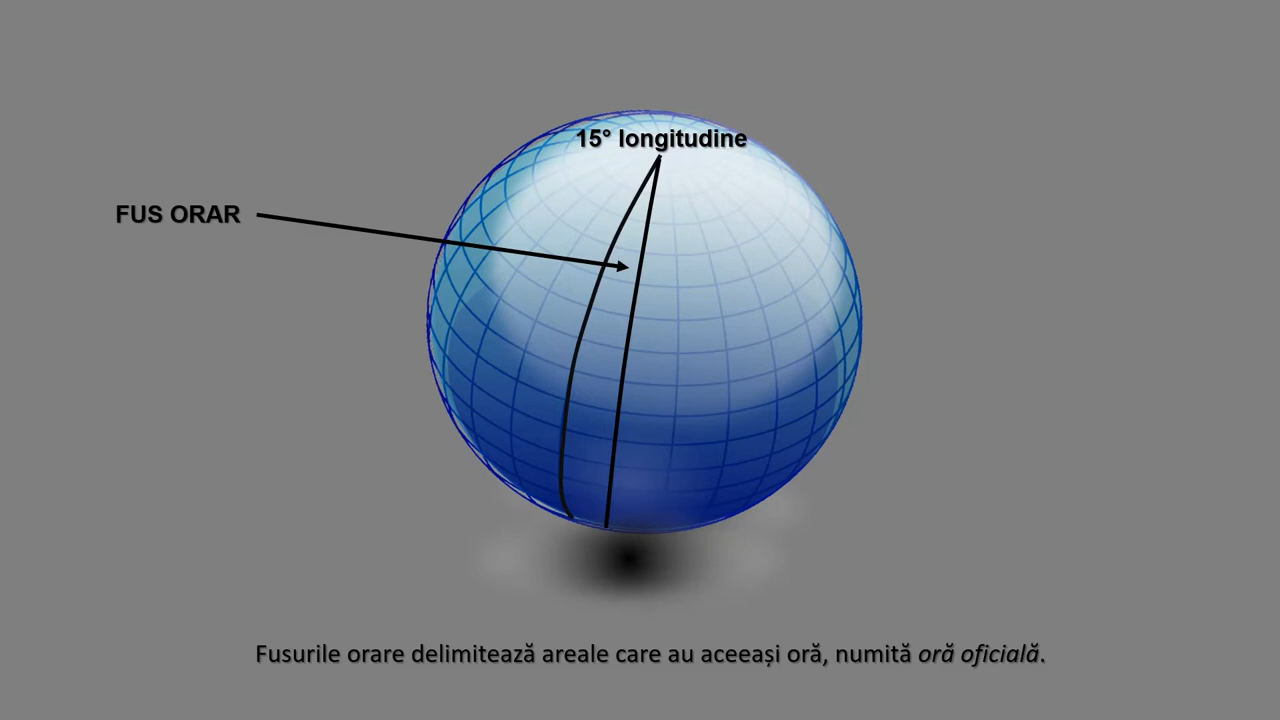 15° longitudine
FUS ORAR
Fusurile orare delimitează areale care au aceeași oră, numită oră oficială.